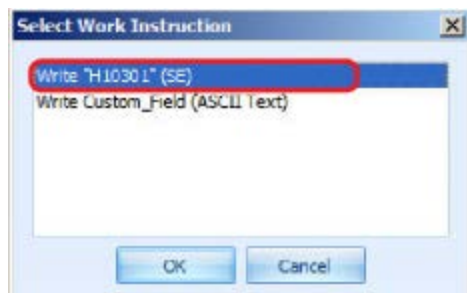 Select Work Instruction
Write "H10301" (SE)
Write Custom_Field (ASCII Text)
OK
Cancel